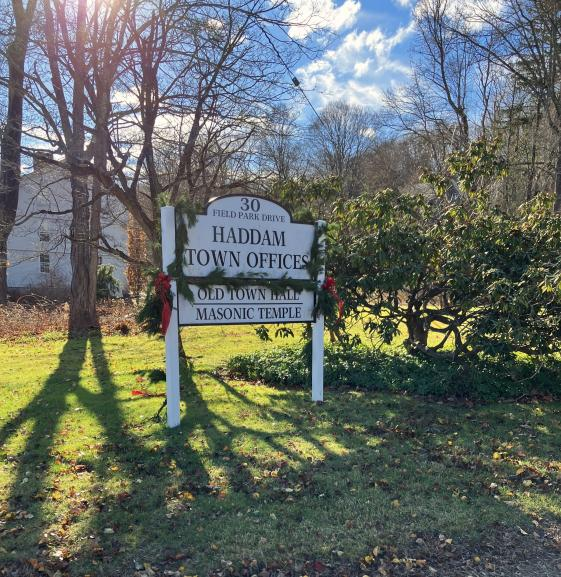 30
FIELD PARK DRIVE
HADDAM
TOWN OFFICES
OLD TOWN HALL
MASONIC TEMPLE